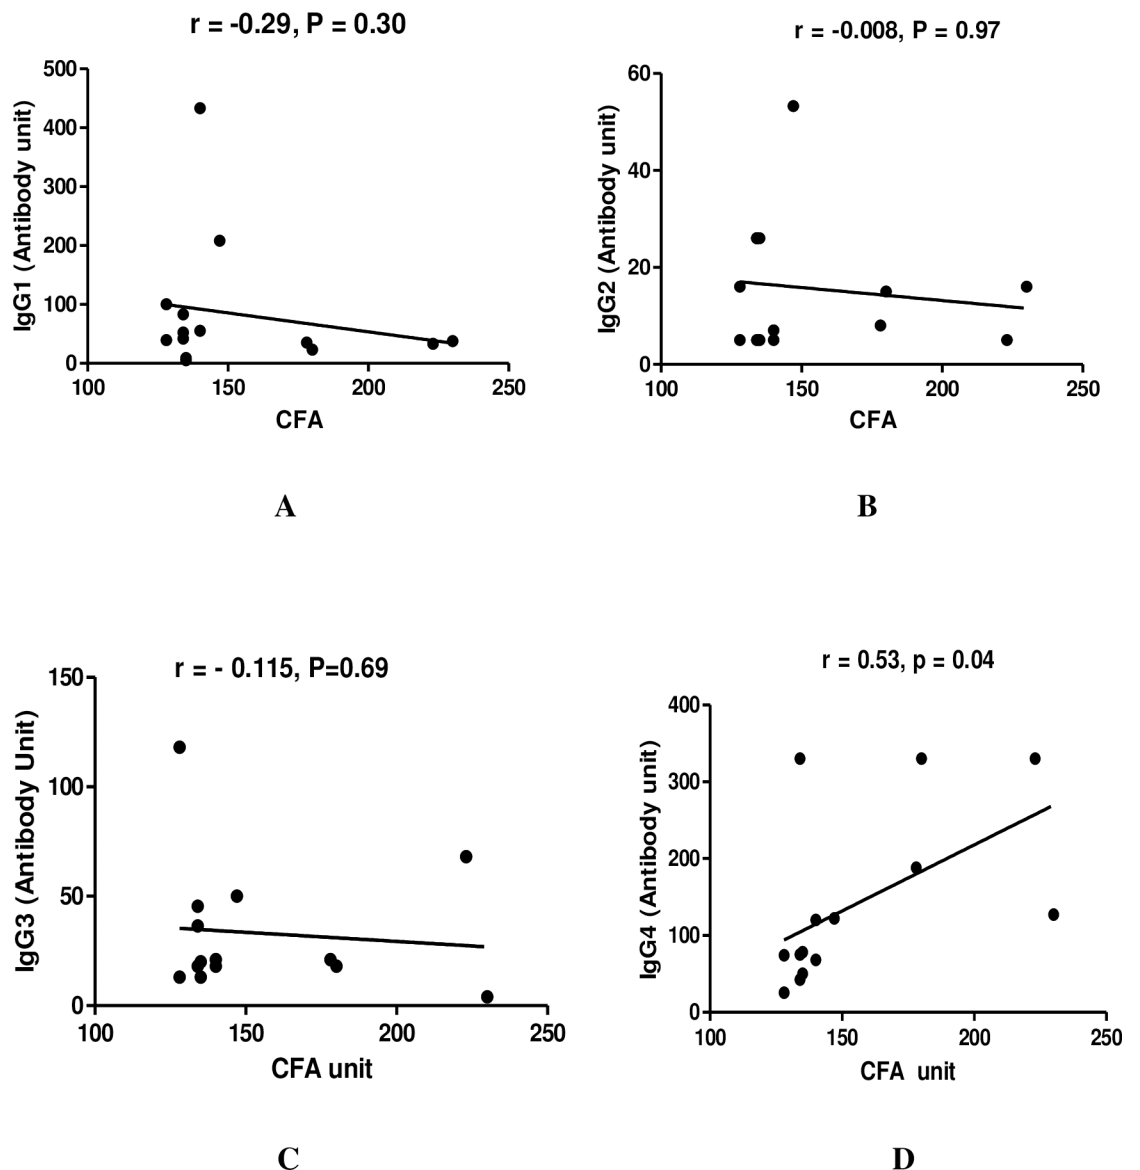 r = -0.29, P = 0.30
IgG1 (Antibody unit)
500
400
300
200
100
0
100 150 200 250
CFA
A
r = -0.008, P = 0.97
IgG2 (Antibody unit)
60
40
20
0
100 150 200 250
CFA
B
r = - 0.115, P=0.69
IgG3 (Antibody Unit)
150
100
50
0
100 150 200 250
CFA unit
C
r = 0.53, p = 0.04
IgG4 (Antibody unit)
400
300
200
100
0
100 150 200 250
CFA unit
D